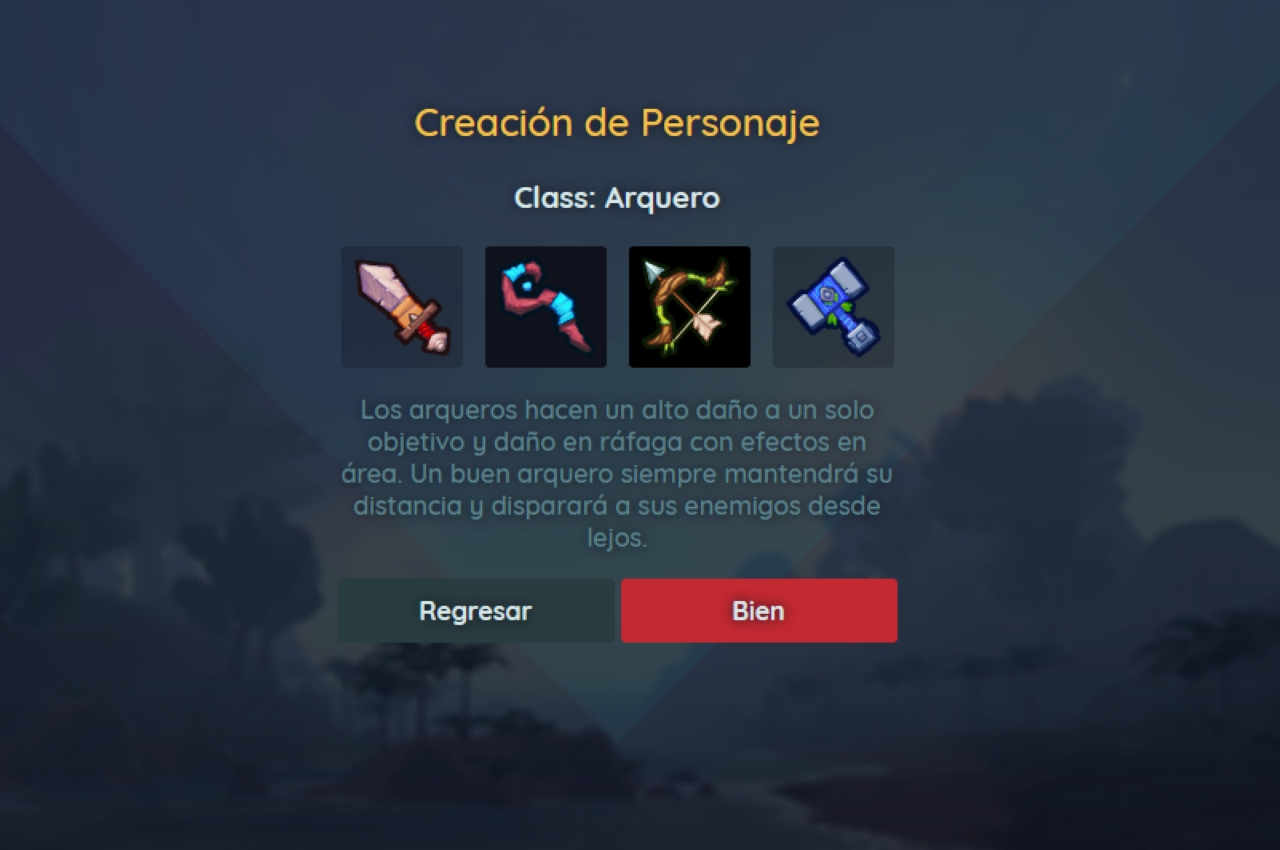 Creación de Personaje
Class: Arquero
Los arqueros hacen un alto daño a un solo
objetivo y daño en ráfaga con efectos en
área. Un buen arquero siempre mantendrá su
distancia y disparará a sus enemigos desde
lejos.
Regresar
Bien